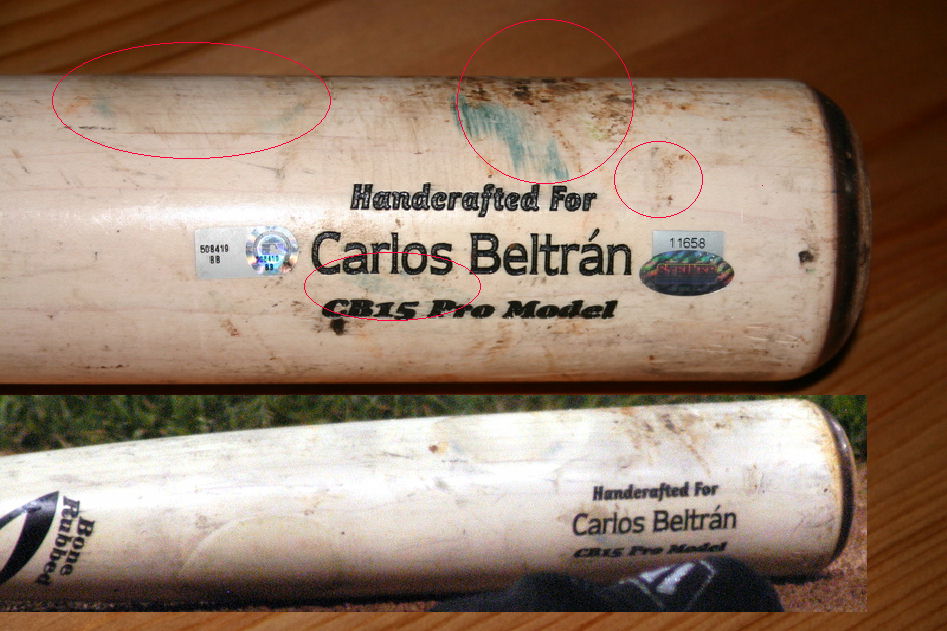 Handcrafted For
Carlos Beltrán
CB15 Pro Model
508419
BB
11658
STEINER
Handcrafted For
Carlos Beltrán
CB15 Pro Model
Bone
Rubbed